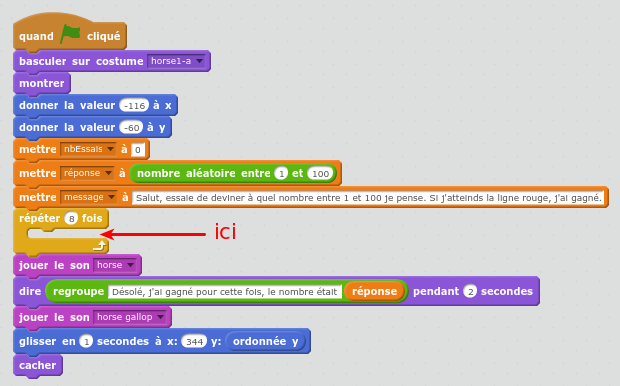 quand cliqué
basculer sur costume horse1-a
montrer
donner la valeur -116 à x
donner la valeur -60 à y
mettre nbEssais à 0
mettre réponse à nombre aléatoire entre 1 et 100
mettre message à Salut, essaie de deviner à quel nombre entre 1 et 100 je pense. Si j'atteinds la ligne rouge, j'ai gagné.
répéter 8 fois
ici
jouer le son horse
dire regroupe Désolé, j'ai gagné pour cette fois, le nombre était réponse pendant 2 secondes
jouer le son horse gallop
glisser en 1 secondes à x: 344 y: ordonnée y
cacher